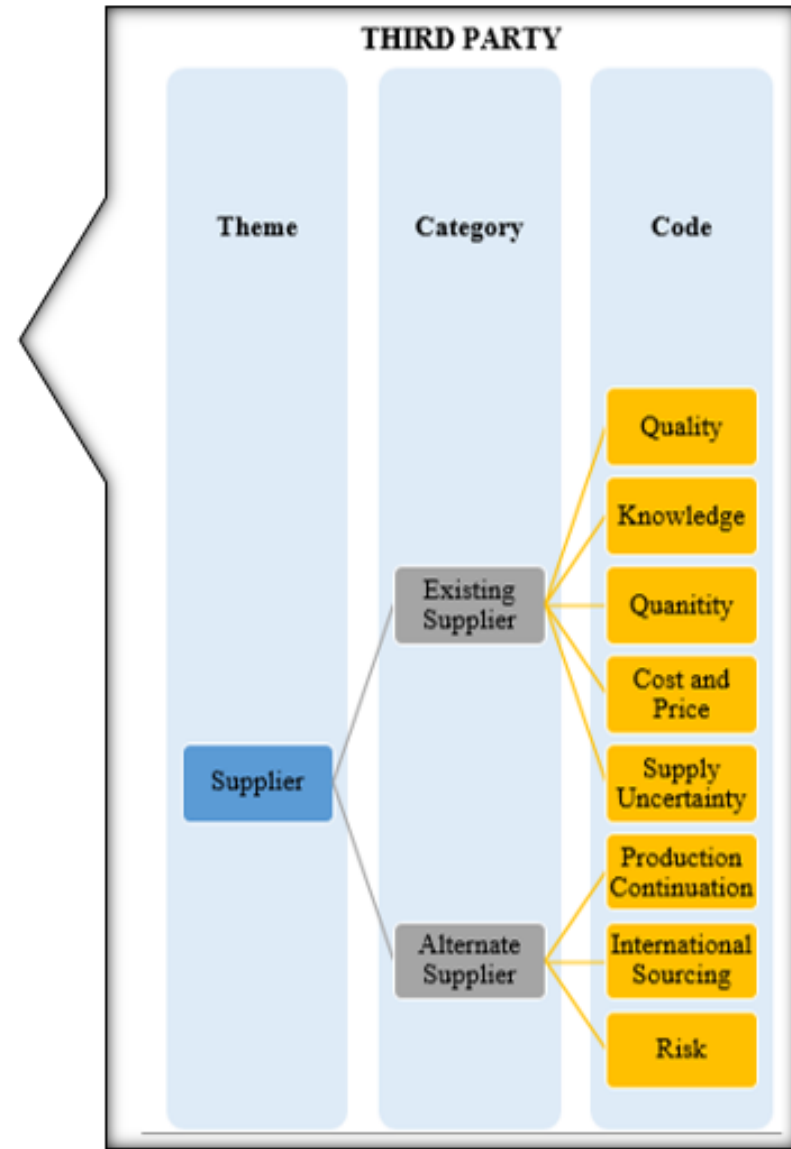 THIRD PARTY
Theme
Category
Code
Supplier
Existing
Supplier
Alternate
Supplier
Quality
Knowledge
Quanitity
Cost and
Price
Supply
Uncertainty
Production
Continuation
International
Sourcing
Risk